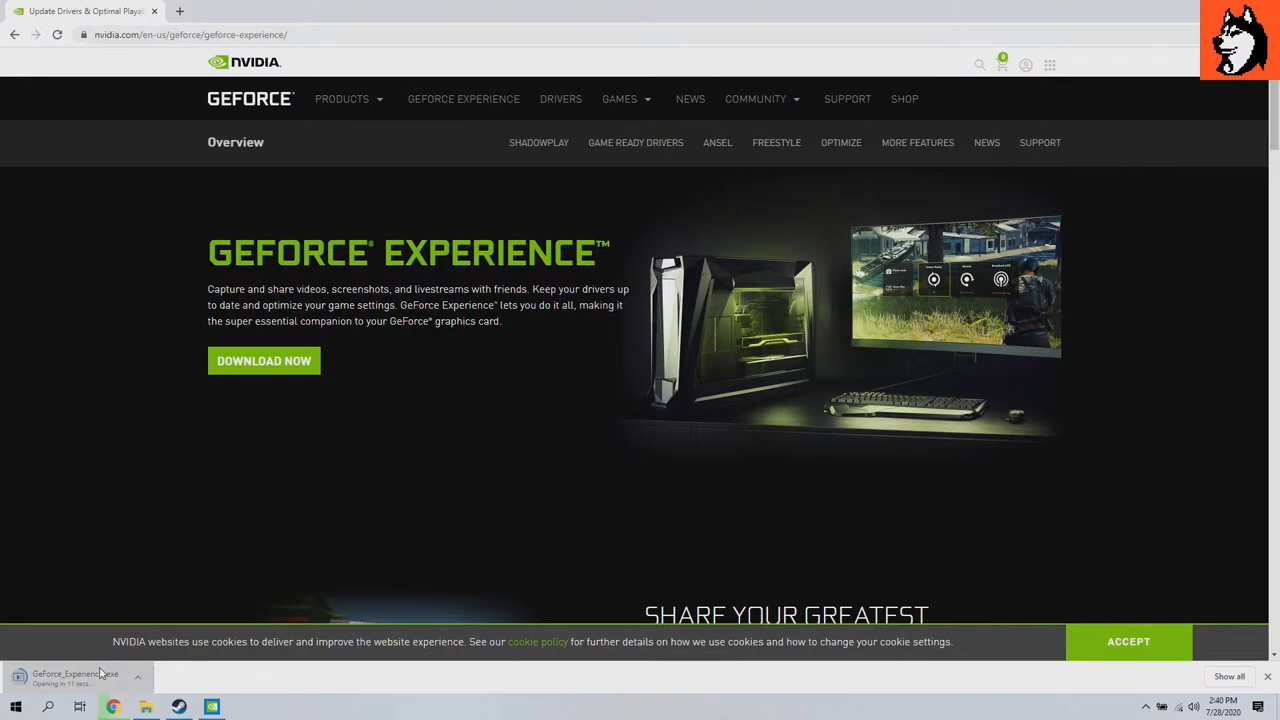 Update Drivers & Optimal Playal
nvidia.com/en-us/geforce/geforce-experience/
NVIDIA.
0
GEFORCE PRODUCTS GEFORCE EXPERIENCE DRIVERS GAMES NEWS COMMUNITY SUPPORT SHOP
Overview SHADOWPLAY GAME READY DRIVERS ANSEL FREESTYLE OPTIMIZE MORE FEATURES NEWS SUPPORT
GEFORCE® EXPERIENCE™
Capture and share videos, screenshots, and livestreams with friends. Keep your drivers up
to date and optimize your game settings. GeForce Experience™ lets you do it all, making it
the super essential companion to your GeForce® graphics card.
DOWNLOAD NOW
SHARE YOUR GREATEST
NVIDIA websites use cookies to deliver and improve the website experience. See our cookie policy for further details on how we use cookies and how to change your cookie settings.
ACCEPT
Opening in 11 secs...
Show all
2:40 PM
7/28/2020